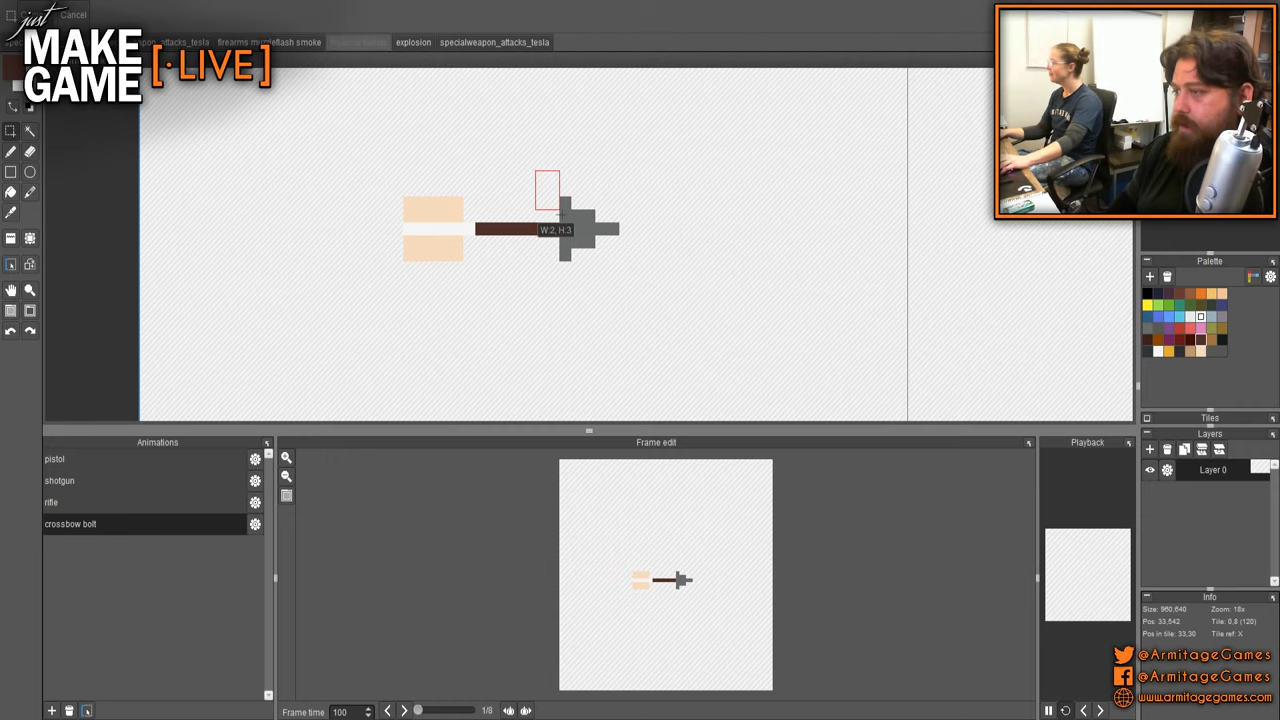 Cancel
just
MAKE
GAME
[·LIVE]
apon_attacks_tesla
firearms muzzleflash smoke
explosion
specialweapon_attacks_tesla
W:2, H:3
Palette
Tiles
Layers
Layer 0
Animations
Frame edit
Playback
pistol
shotgun
rifle
crossbow bolt
Info
Size: 960,640
Zoom: 18x
Pos: 33,542
Tile: 0,8 (120)
Pos in tile: 33,30
Tile ref: X
@ArmitageGames
@ArmitageGames
www.armitagegames.com
Frame time
100
1/8